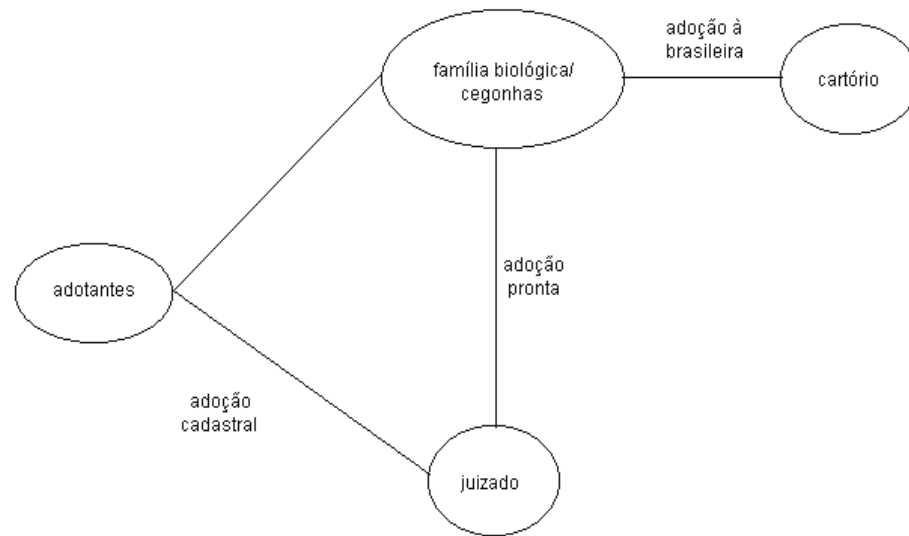 adoção à
brasileira
família biológica/
cegonhas
cartório
adoção
pronta
adotantes
adoção
cadastral
juizado